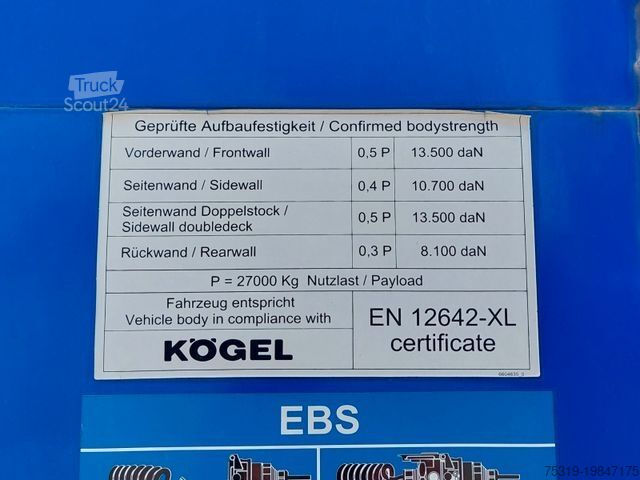 Truck
Scout24
Geprüfte Aufbaufestigkeit / Confirmed bodystrength
Vorderwand / Frontwall 0,5 P 13.500 daN
Seitenwand / Sidewall 0,4 P 10.700 daN
Seitenwand Doppelstock /
Sidewall doubledeck 0,5 P 13.500 daN
Rückwand / Rearwall 0,3 P 8.100 daN
P = 27000 Kg Nutzlast / Payload
Fahrzeug entspricht
Vehicle body in compliance with
KÖGEL
EN 12642-XL
certificate
EBS
75319-19847175